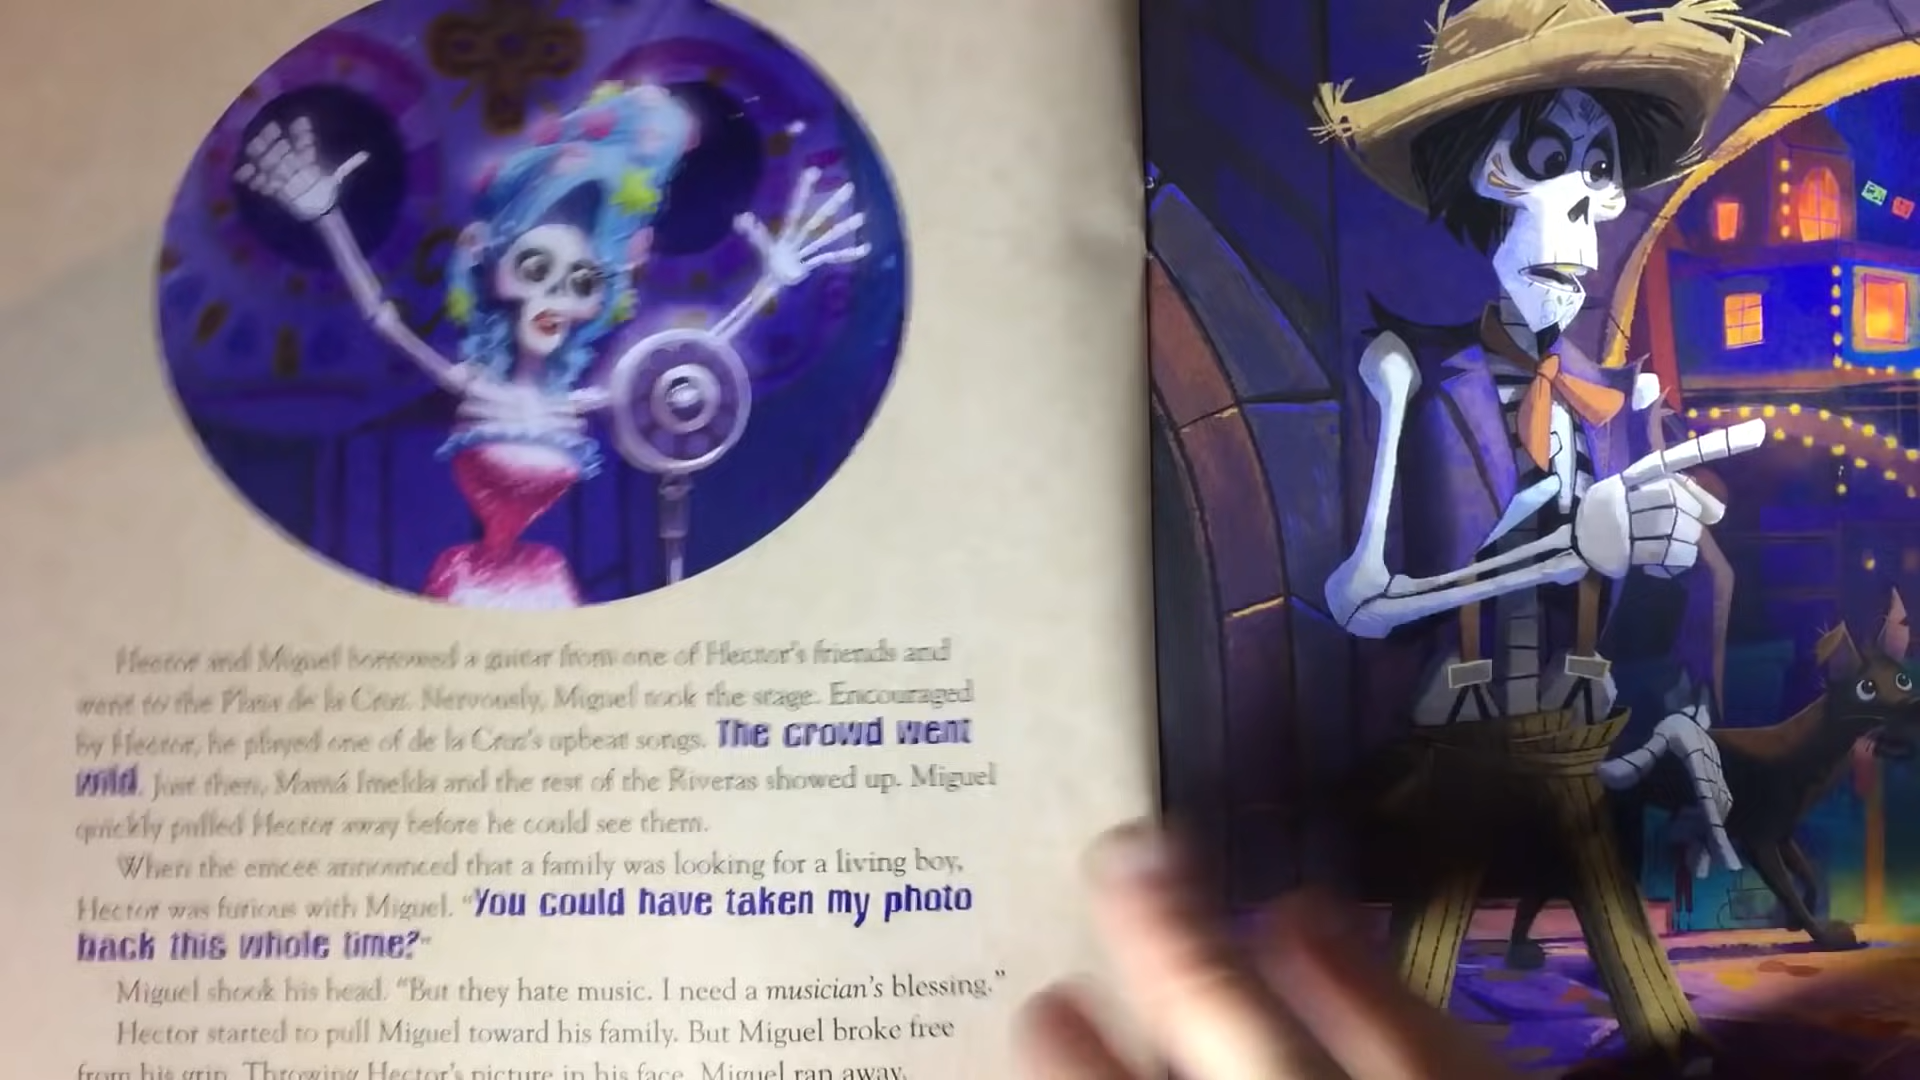 Hector and Miguel borrowed a guitar from one of Hector's friends and
went to the Plaza de la Cruz. Nervously, Miguel took the stage. Encouraged
by Hector, he played one of de la Cruz's upbeat songs. The crowd went
wild. Just then, Mamá Imelda and the rest of the Riveras showed up. Miguel
quickly pulled Hector away before he could see them.
When the emcee announced that a family was looking for a living boy,
Hector was furious with Miguel. "You could have taken my photo
back this whole time?"
Miguel shook his head. "But they hate music. I need a musician's blessing."
Hector started to pull Miguel toward his family. But Miguel broke free
from his grip. Throwing Hector's picture in his face, Miguel ran away.